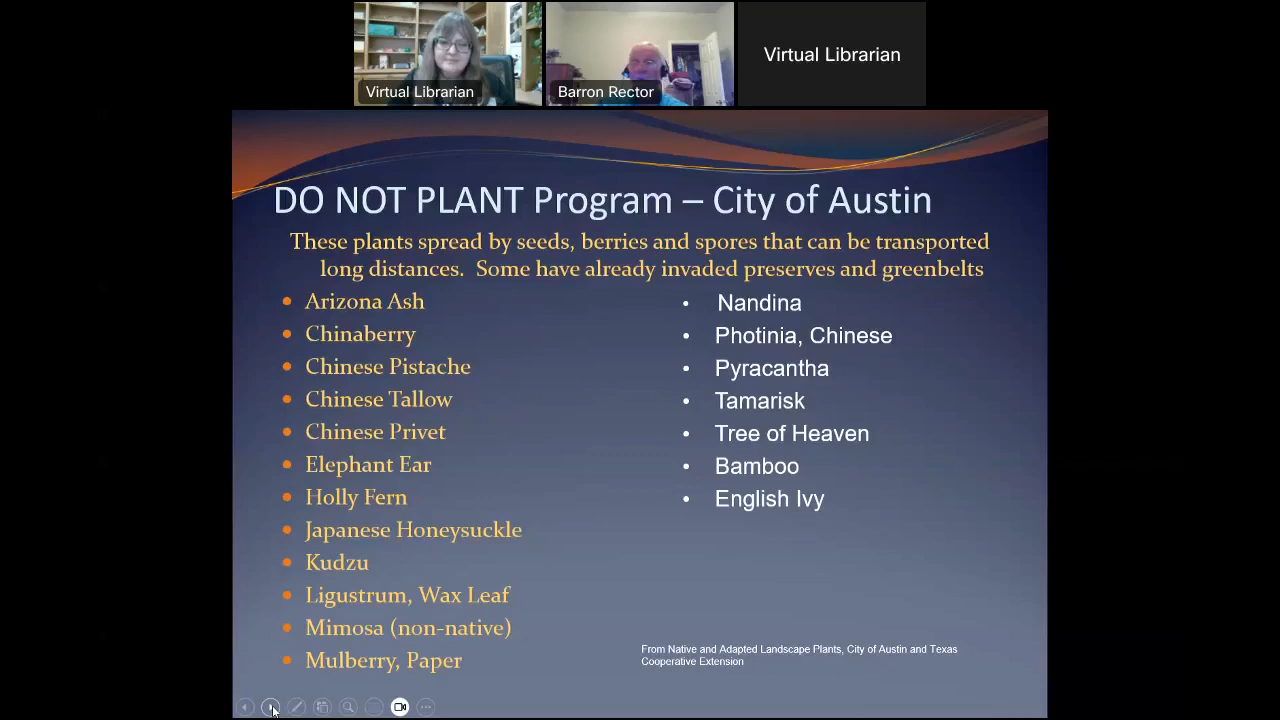 Virtual Librarian
Barron Rector
Virtual Librarian
DO NOT PLANT Program – City of Austin
These plants spread by seeds, berries and spores that can be transported
long distances. Some have already invaded preserves and greenbelts
Arizona Ash
Chinaberry
Chinese Pistache
Chinese Tallow
Chinese Privet
Elephant Ear
Holly Fern
Japanese Honeysuckle
Kudzu
Ligustrum, Wax Leaf
Mimosa (non-native)
Mulberry, Paper
Nandina
Photinia, Chinese
Pyracantha
Tamarisk
Tree of Heaven
Bamboo
English Ivy
From Native and Adapted Landscape Plants, City of Austin and Texas
Cooperative Extension